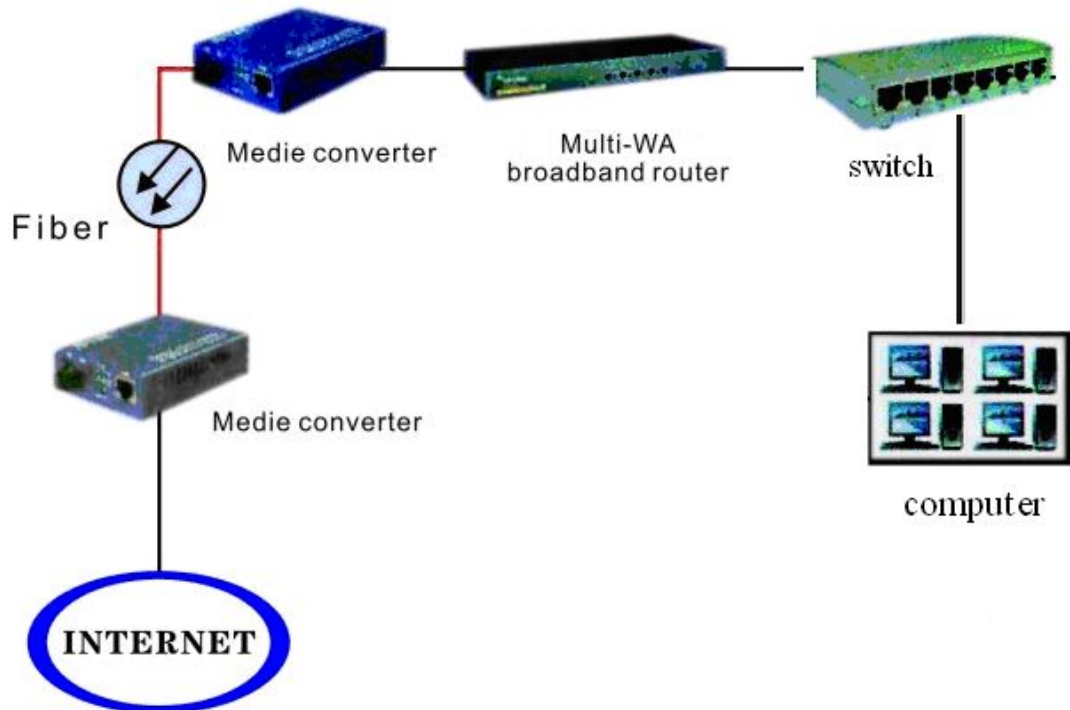 Medie converter
Multi-WA
broadband router
switch
Fiber
Medie converter
computer
INTERNET